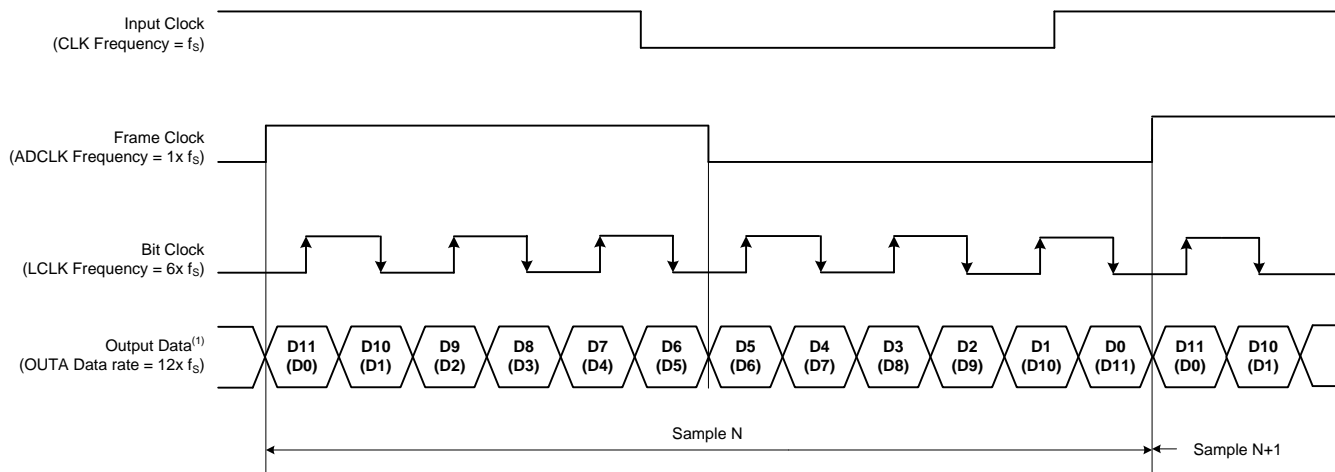 Input Clock
(CLK Frequency = fS)
Frame Clock
(ADCLK Frequency = 1x fS)
Bit Clock
(LCLK Frequency = 6x fS)
Output Data(1)
(OUTA Data rate = 12x fS)
D11 D10 D9 D8 D7 D6 D5 D4 D3 D2 D1 D0 D11 D10
(D0) (D1) (D2) (D3) (D4) (D5) (D6) (D7) (D8) (D9) (D10) (D11) (D0) (D1)
Sample N
Sample N+1